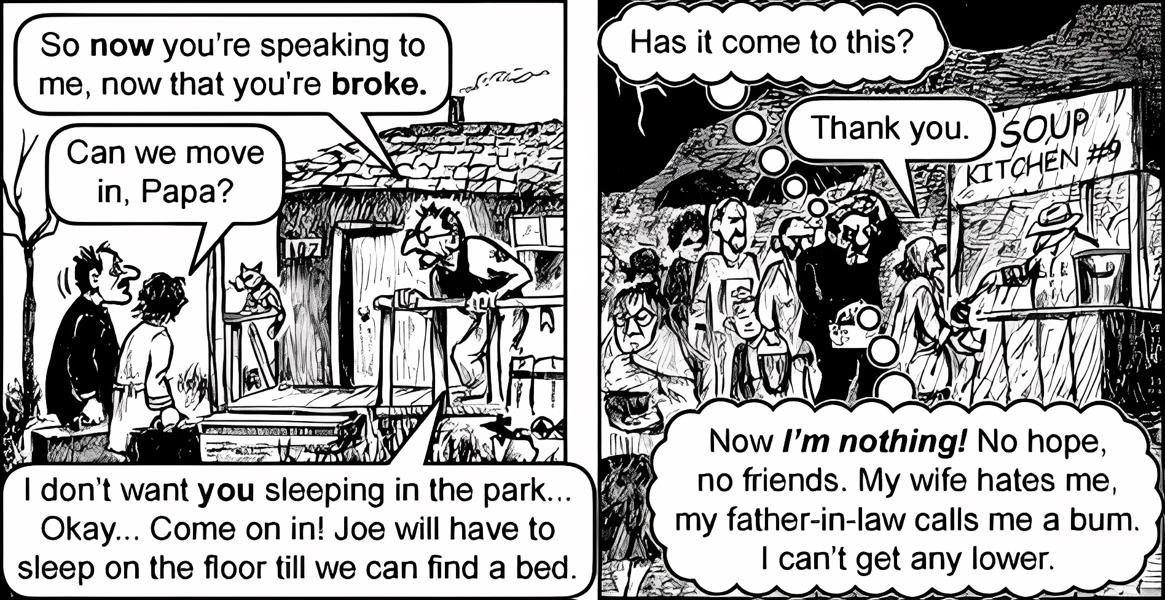 So now you're speaking to
me, now that you're broke.
Can we move
in, Papa?
107
I don't want you sleeping in the park...
Okay... Come on in! Joe will have to
sleep on the floor till we can find a bed.
Has it come to this?
Thank you.
SOUP
KITCHEN #9
Now I'm nothing! No hope,
no friends. My wife hates me,
my father-in-law calls me a bum.
I can't get any lower.